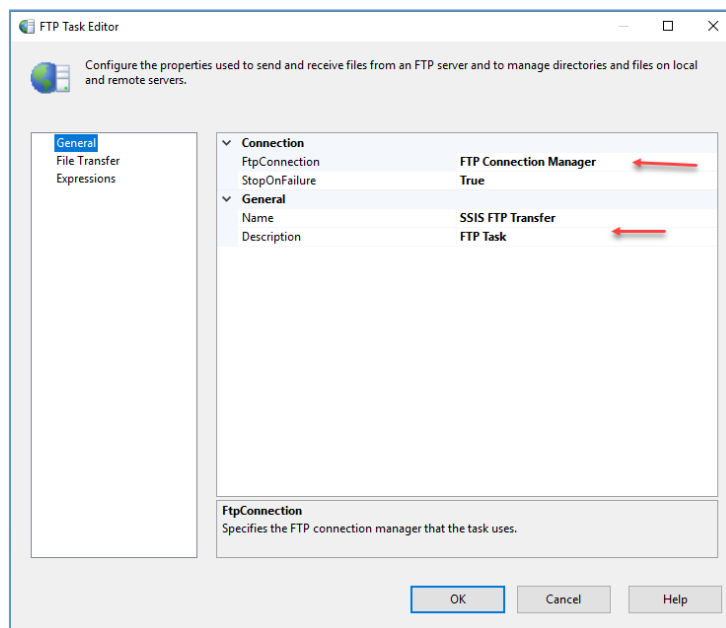 FTP Task Editor
Configure the properties used to send and receive files from an FTP server and to manage directories and files on local
and remote servers.
General
File Transfer
Expressions
Connection
FtpConnection FTP Connection Manager
StopOnFailure True
General
Name SSIS FTP Transfer
Description FTP Task
FtpConnection
Specifies the FTP connection manager that the task uses.
OK Cancel Help